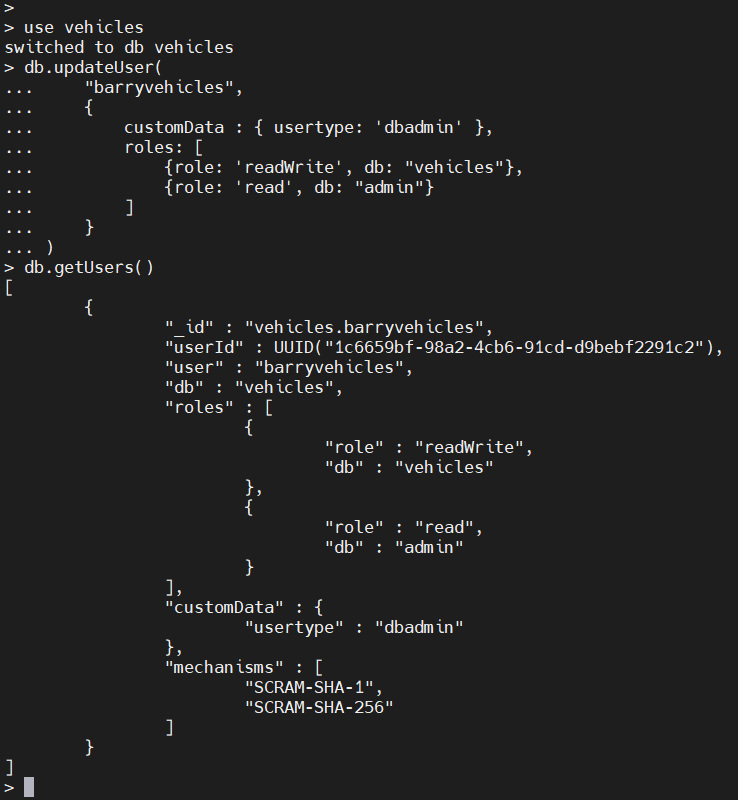 >
> use vehicles
switched to db vehicles
> db.updateUser(
...     "barryvehicles",
...     {
...         customData : { usertype: 'dbadmin' },
...         roles: [
...             {role: 'readWrite', db: "vehicles"},
...             {role: 'read', db: "admin"}
...         ]
...     }
... )
> db.getUsers()
[
        {
                "_id" : "vehicles.barryvehicles",
                "userId" : UUID("1c6659bf-98a2-4cb6-91cd-d9bebf2291c2"),
                "user" : "barryvehicles",
                "db" : "vehicles",
                "roles" : [
                        {
                                "role" : "readWrite",
                                "db" : "vehicles"
                        },
                        {
                                "role" : "read",
                                "db" : "admin"
                        }
                ],
                "customData" : {
                        "usertype" : "dbadmin"
                },
                "mechanisms" : [
                        "SCRAM-SHA-1",
                        "SCRAM-SHA-256"
                ]
        }
]
>